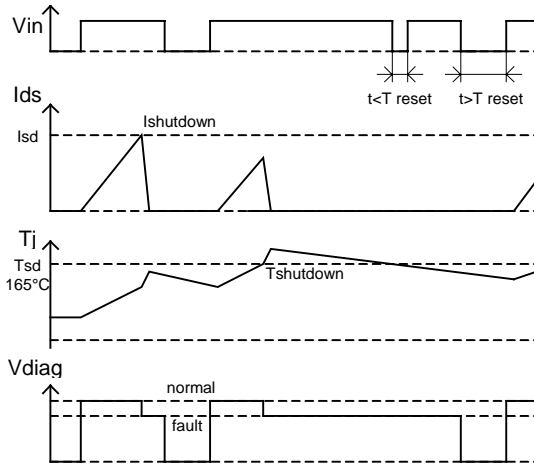 Vin
t<T reset
t>T reset
Ids
Ishutdown
Isd
Tj
Tsd
165°C
Tshutdown
Vdiag
normal
fault